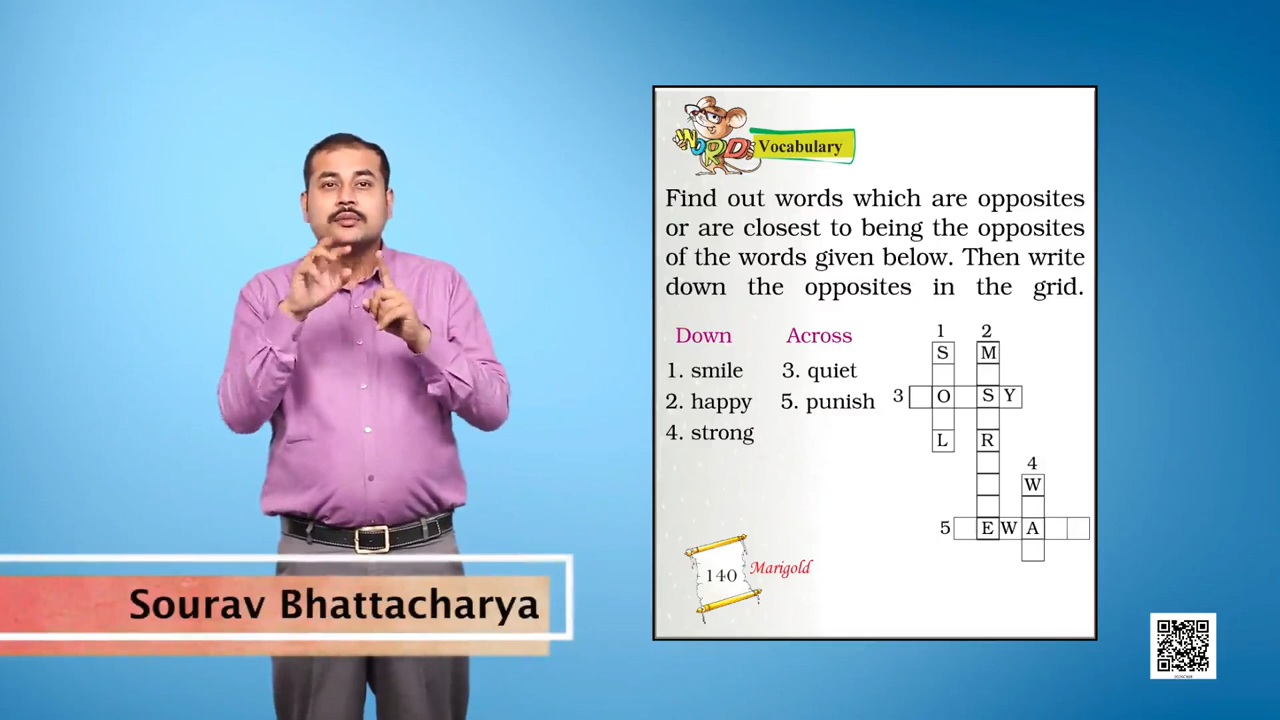 WORD
Vocabulary
Find out words which are opposites
or are closest to being the opposites
of the words given below. Then write
down the opposites in the grid.
Down Across
1. smile 3. quiet
2. happy 5. punish
4. strong
1 2
S M
3 O S Y
L R
4
W
5 E W A
140 Marigold
Sourav Bhattacharya